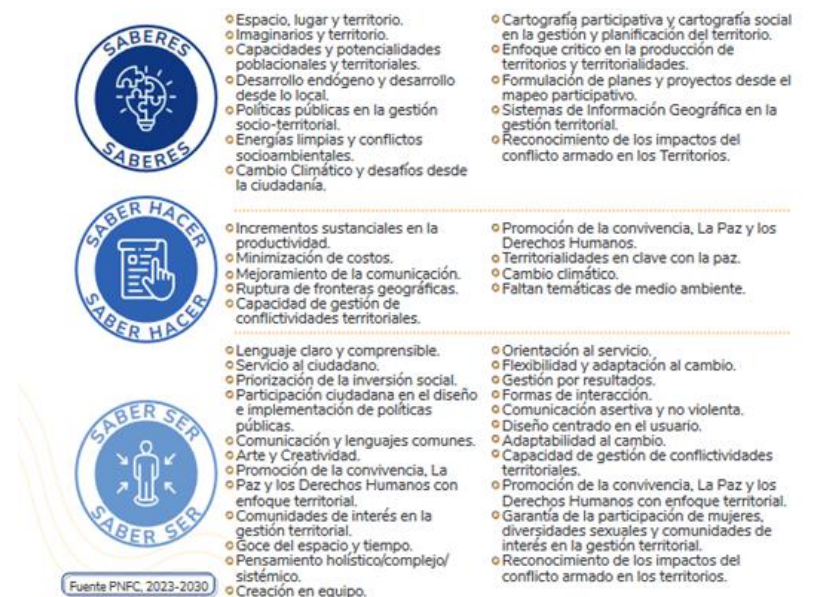 SABERES
SABERES
Espacio, lugar y territorio.
Imaginarios y territorio.
Capacidades y potencialidades
poblacionales y territoriales.
Desarrollo endógeno y desarrollo
desde lo local.
Políticas públicas en la gestión
socio-territorial.
Energías limpias y conflictos
socioambientales.
Cambio Climático y desafíos desde
la ciudadanía.
Cartografía participativa y cartografía social
en la gestión y planificación del territorio.
Enfoque critico en la producción de
territorios y territorialidades.
Formulación de planes y proyectos desde el
mapeo participativo.
Sistemas de Información Geográfica en la
gestión territorial.
Reconocimiento de los impactos del
conflicto armado en los Territorios.
SABER HACER
SABER HACER
Incrementos sustanciales en la
productividad.
Minimización de costos.
Mejoramiento de la comunicación.
Ruptura de fronteras geográficas.
Capacidad de gestión de
conflictividades territoriales.
Promoción de la convivencia, La Paz y los
Derechos Humanos.
Territorialidades en clave con la paz.
Cambio climático.
Faltan temáticas de medio ambiente.
SABER SER
SABER SER
Lenguaje claro y comprensible.
Servicio al ciudadano.
Priorización de la inversión social.
Participación ciudadana en el diseño
e implementación de políticas
públicas.
Comunicación y lenguajes comunes.
Arte y Creatividad.
Promoción de la convivencia, La
Paz y los Derechos Humanos con
enfoque territorial.
Comunidades de interés en la
gestión territorial.
Goce del espacio y tiempo.
Pensamiento holístico/complejo/
sistémico.
Creación en equipo.
Orientación al servicio.
Flexibilidad y adaptación al cambio.
Gestión por resultados.
Formas de interacción.
Comunicación asertiva y no violenta.
Diseño centrado en el usuario.
Adaptabilidad al cambio.
Capacidad de gestión de conflictividades
territoriales.
Promoción de la convivencia, La Paz y los
Derechos Humanos con enfoque territorial.
Garantía de la participación de mujeres,
diversidades sexuales y comunidades de
interés en la gestión territorial.
Reconocimiento de los impactos del
conflicto armado en los territorios.
Fuente PNFC, 2023-2030